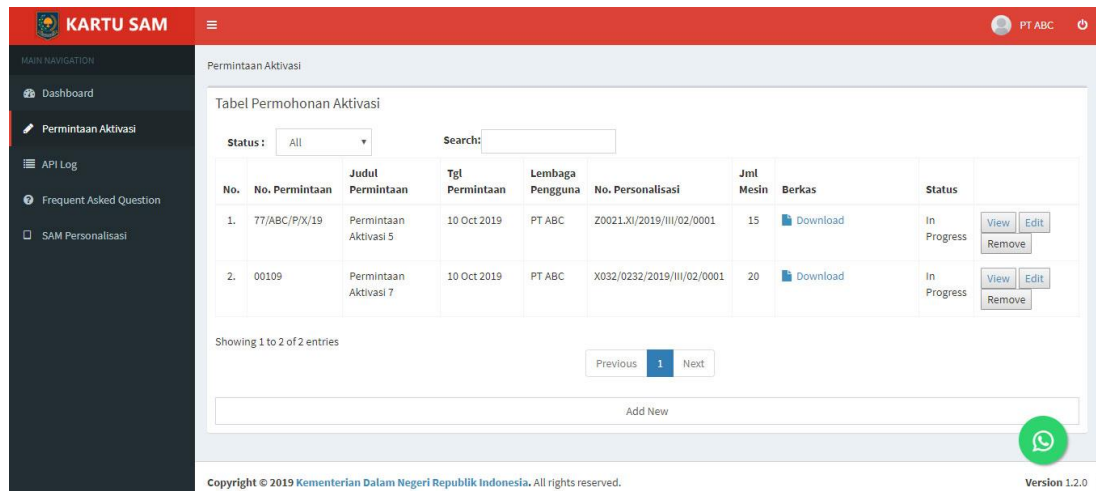 KARTU SAM
PT ABC
MAIN NAVIGATION
Dashboard
Permintaan Aktivasi
API Log
Frequent Asked Question
SAM Personalisasi
Permintaan Aktivasi
Tabel Permohonan Aktivasi
Status : All Search:
No. No. Permintaan Judul Permintaan Tgl Permintaan Lembaga Pengguna No. Personalisasi Jml Mesin Berkas Status
1. 77/ABC/P/X/19 Permintaan Aktivasi 5 10 Oct 2019 PT ABC Z0021.XI/2019/III/02/0001 15 Download In Progress View Edit Remove
2. 00109 Permintaan Aktivasi 7 10 Oct 2019 PT ABC X032/0232/2019/III/02/0001 20 Download In Progress View Edit Remove
Showing 1 to 2 of 2 entries
Previous 1 Next
Add New
Copyright © 2019 Kementerian Dalam Negeri Republik Indonesia. All rights reserved.
Version 1.2.0